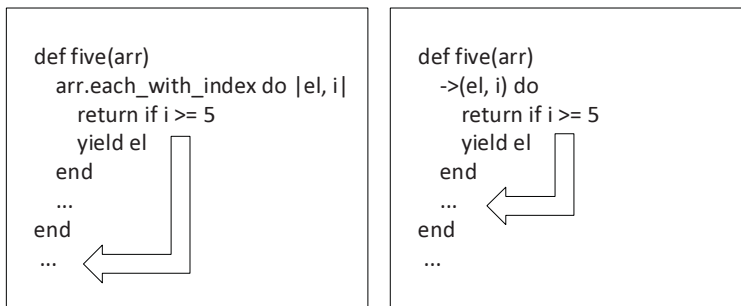 def five(arr)
arr.each_with_index do |el, i|
return if i >= 5
yield el
end
...
end
...
def five(arr)
->(el, i) do
return if i >= 5
yield el
end
...
end
...